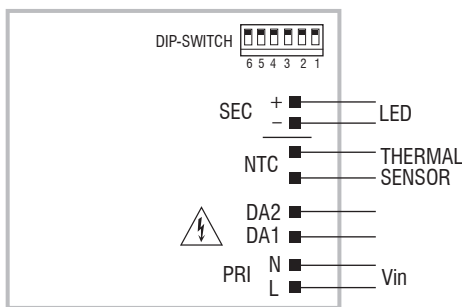 DIP-SWITCH
6 5 4 3 2 1
SEC + LED
−
NTC THERMAL
SENSOR
DA2
DA1
PRI N Vin
L